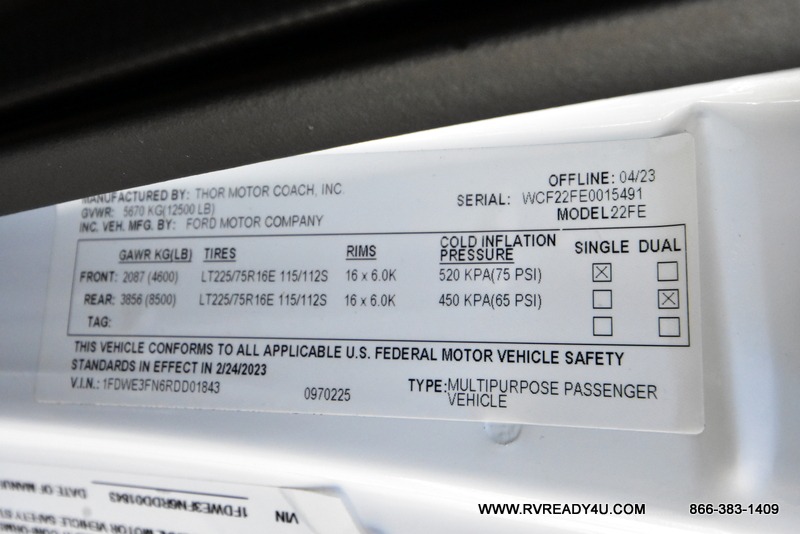 MANUFACTURED BY: THOR MOTOR COACH, INC.
OFFLINE: 04/23
GVWR: 5670 KG(12500 LB)
SERIAL: WCF22FE0015491
INC. VEH. MFG. BY: FORD MOTOR COMPANY
MODEL 22FE
GAWR KG(LB) TIRES RIMS COLD INFLATION PRESSURE SINGLE DUAL
FRONT: 2087 (4600) LT225/75R16E 115/112S 16 x 6.0K 520 KPA(75 PSI) ☒ ☐
REAR: 3856 (8500) LT225/75R16E 115/112S 16 x 6.0K 450 KPA(65 PSI) ☐ ☒
TAG: ☐ ☐
THIS VEHICLE CONFORMS TO ALL APPLICABLE U.S. FEDERAL MOTOR VEHICLE SAFETY
STANDARDS IN EFFECT IN 2/24/2023
V.I.N.: 1FDWE3FN6RDD01843 0970225 TYPE: MULTIPURPOSE PASSENGER
VEHICLE
VIN 1FDWE3FN6RDD01843 DATE OF
WWW.RVREADY4U.COM 866-383-1409